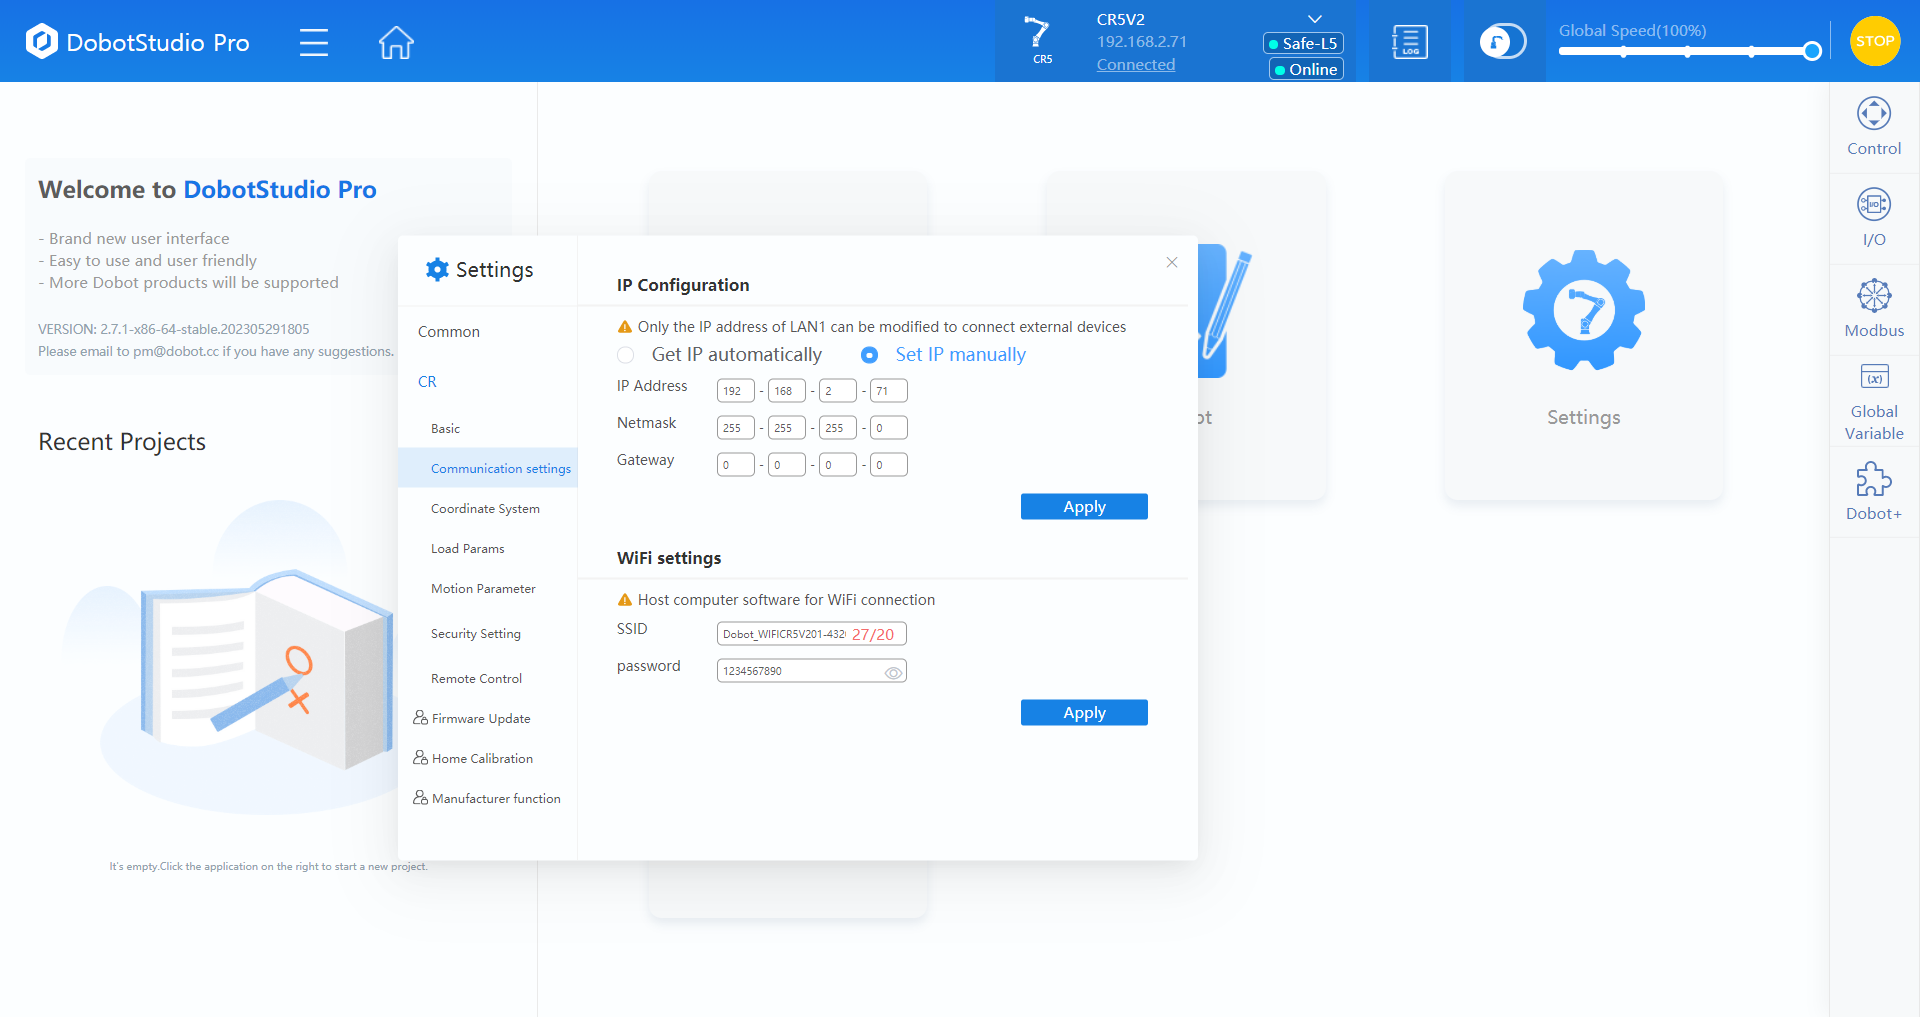 DobotStudio Pro
CR5
CR5V2
192.168.2.71
Connected
Safe-L5
Online
LOG
Global Speed(100%)
STOP
Welcome to DobotStudio Pro
- Brand new user interface
- Easy to use and user friendly
- More Dobot products will be supported
VERSION: 2.7.1-x86-64-stable.202305291805
Please email to pm@dobot.cc if you have any suggestions.
Recent Projects
It's empty.Click the application on the right to start a new project.
Settings
Common
CR
Basic
Communication settings
Coordinate System
Load Params
Motion Parameter
Security Setting
Remote Control
Firmware Update
Home Calibration
Manufacturer function
IP Configuration
Only the IP address of LAN1 can be modified to connect external devices
Get IP automatically
Set IP manually
IP Address 192 - 168 - 2 - 71
Netmask 255 - 255 - 255 - 0
Gateway 0 - 0 - 0 - 0
Apply
WiFi settings
Host computer software for WiFi connection
SSID Dobot_WIFICR5V201-432 27/20
password 1234567890
Apply
ot
Settings
Control
I/O
I/O
Modbus
(x)
Global
Variable
Dobot+